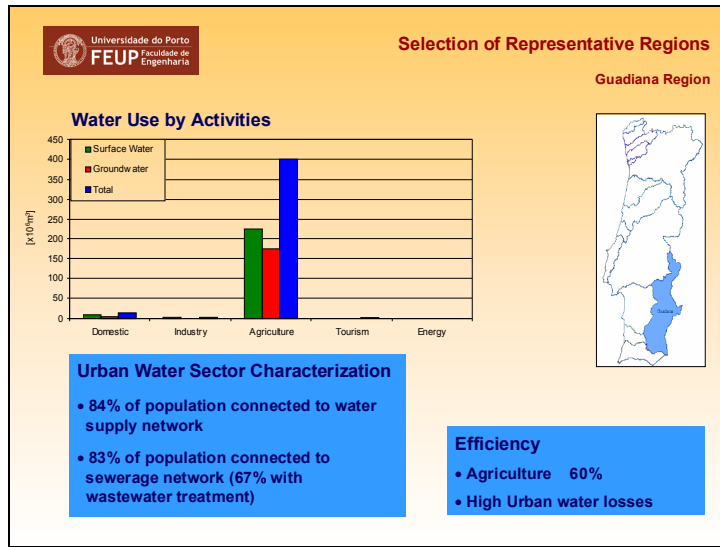 Universidade do Porto
FEUP Faculdade de
Engenharia
Selection of Representative Regions
Guadiana Region
Water Use by Activities
450
400
350
300
250
200
150
100
50
0
[x10⁶m³]
Surface Water
Groundwater
Total
Domestic Industry Agriculture Tourism Energy
Guadiana
Urban Water Sector Characterization
• 84% of population connected to water
supply network
• 83% of population connected to
sewerage network (67% with
wastewater treatment)
Efficiency
• Agriculture 60%
• High Urban water losses